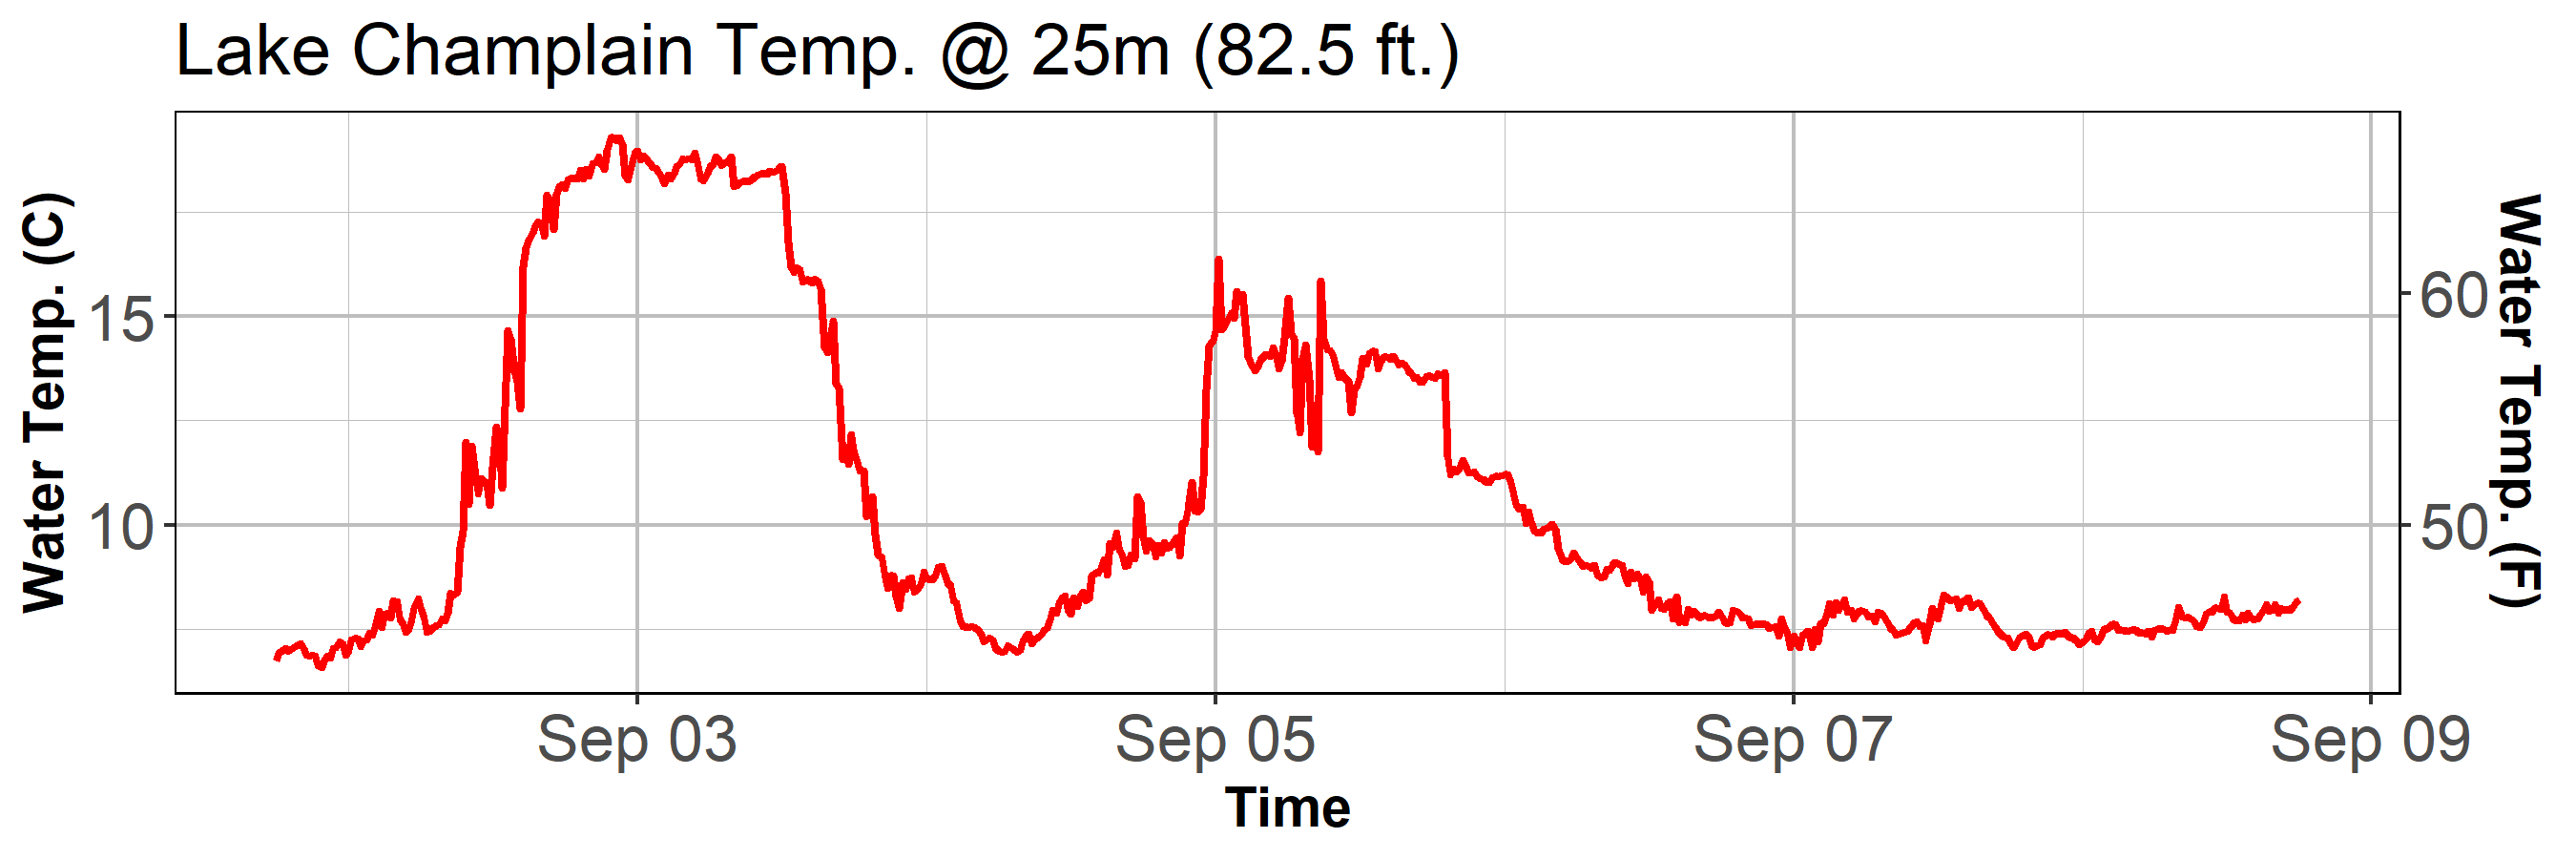 Lake Champlain Temp. @ 25m (82.5 ft.)
Water Temp. (C)
15
10
60
50
Water Temp. (F)
Sep 03 Sep 05 Sep 07 Sep 09
Time